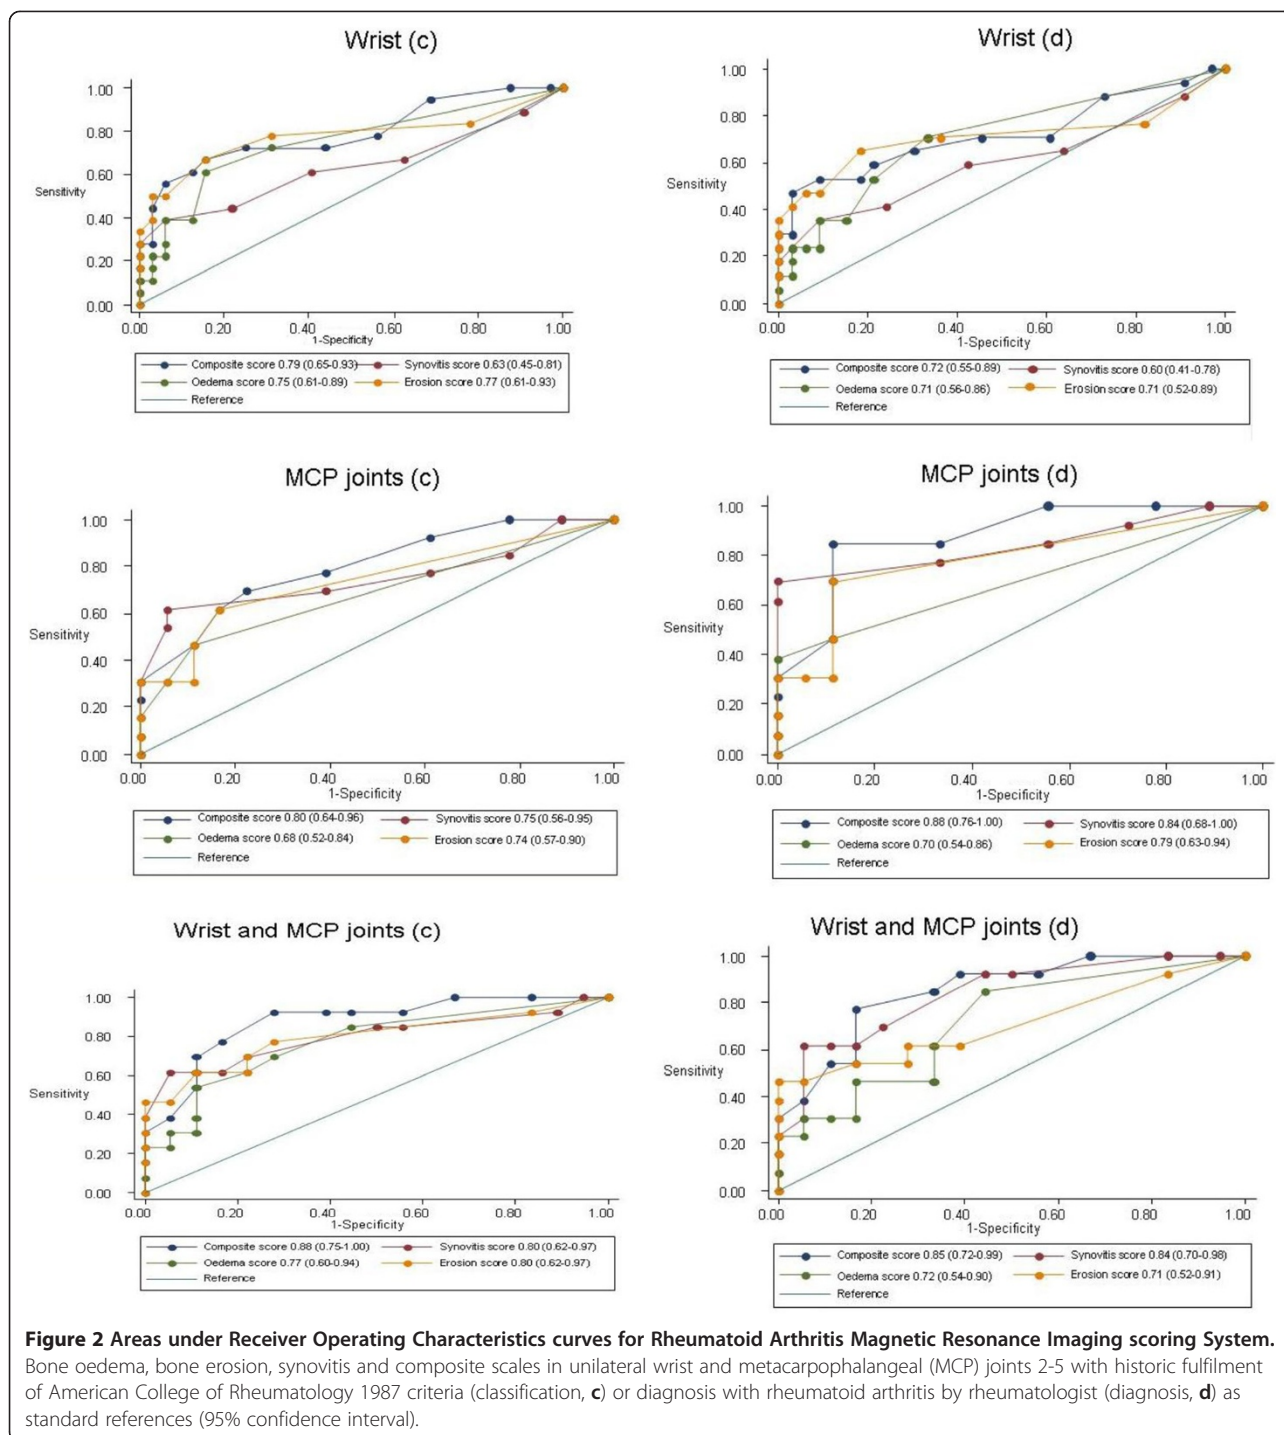 Wrist (c)
1.00
0.80
0.60
Sensitivity
0.40
0.20
0.00
0.00 0.20 0.40 0.60 0.80 1.00
1-Specificity
Composite score 0.79 (0.65-0.93) Synovitis score 0.63 (0.45-0.81)
Oedema score 0.75 (0.61-0.89) Erosion score 0.77 (0.61-0.93)
Reference
Wrist (d)
1.00
0.80
0.60
Sensitivity
0.40
0.20
0.00
0.00 0.20 0.40 0.60 0.80 1.00
1-Specificity
Composite score 0.72 (0.55-0.89) Synovitis score 0.60 (0.41-0.78)
Oedema score 0.71 (0.56-0.86) Erosion score 0.71 (0.52-0.89)
Reference
MCP joints (c)
1.00
0.80
0.60
Sensitivity
0.40
0.20
0.00
0.00 0.20 0.40 0.60 0.80 1.00
1-Specificity
Composite score 0.80 (0.64-0.96) Synovitis score 0.75 (0.56-0.95)
Oedema score 0.68 (0.52-0.84) Erosion score 0.74 (0.57-0.90)
Reference
MCP joints (d)
1.00
0.80
0.60
Sensitivity
0.40
0.20
0.00
0.00 0.20 0.40 0.60 0.80 1.00
1-Specificity
Composite score 0.88 (0.76-1.00) Synovitis score 0.84 (0.68-1.00)
Oedema score 0.70 (0.54-0.86) Erosion score 0.79 (0.63-0.94)
Reference
Wrist and MCP joints (c)
1.00
0.80
0.60
Sensitivity
0.40
0.20
0.00
0.00 0.20 0.40 0.60 0.80 1.00
1-Specificity
Composite score 0.88 (0.75-1.00) Synovitis score 0.80 (0.62-0.97)
Oedema score 0.77 (0.60-0.94) Erosion score 0.80 (0.62-0.97)
Reference
Wrist and MCP joints (d)
1.00
0.80
0.60
Sensitivity
0.40
0.20
0.00
0.00 0.20 0.40 0.60 0.80 1.00
1-Specificity
Composite score 0.85 (0.72-0.99) Synovitis score 0.84 (0.70-0.98)
Oedema score 0.72 (0.54-0.90) Erosion score 0.71 (0.52-0.91)
Reference
Figure 2 Areas under Receiver Operating Characteristics curves for Rheumatoid Arthritis Magnetic Resonance Imaging scoring System.
Bone oedema, bone erosion, synovitis and composite scales in unilateral wrist and metacarpophalangeal (MCP) joints 2-5 with historic fulfilment
of American College of Rheumatology 1987 criteria (classification, c) or diagnosis with rheumatoid arthritis by rheumatologist (diagnosis, d) as
standard references (95% confidence interval).